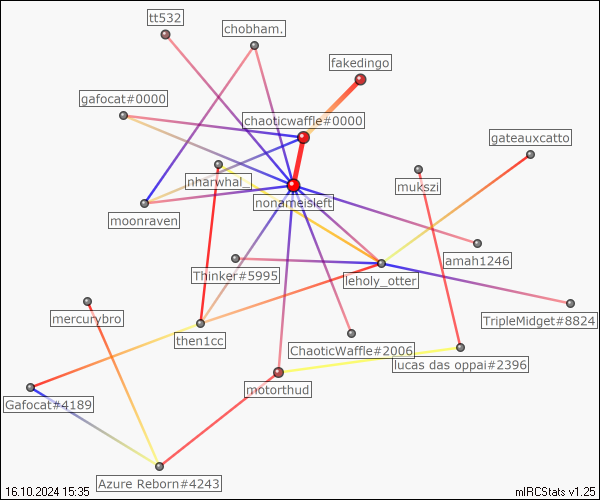 tt532
chobham.
fakedingo
gafocat#0000
chaoticwaffle#0000
gateauxcatto
nharwhal_
mukszi
nonameisleft
moonraven
amah1246
Thinker#5995
leholy_otter
mercurybro
TripleMidget#8824
then1cc
ChaoticWaffle#2006
lucas das oppai#2396
motorthud
Gafocat#4189
Azure Reborn#4243
16.10.2024 15:35
mIRCStats v1.25